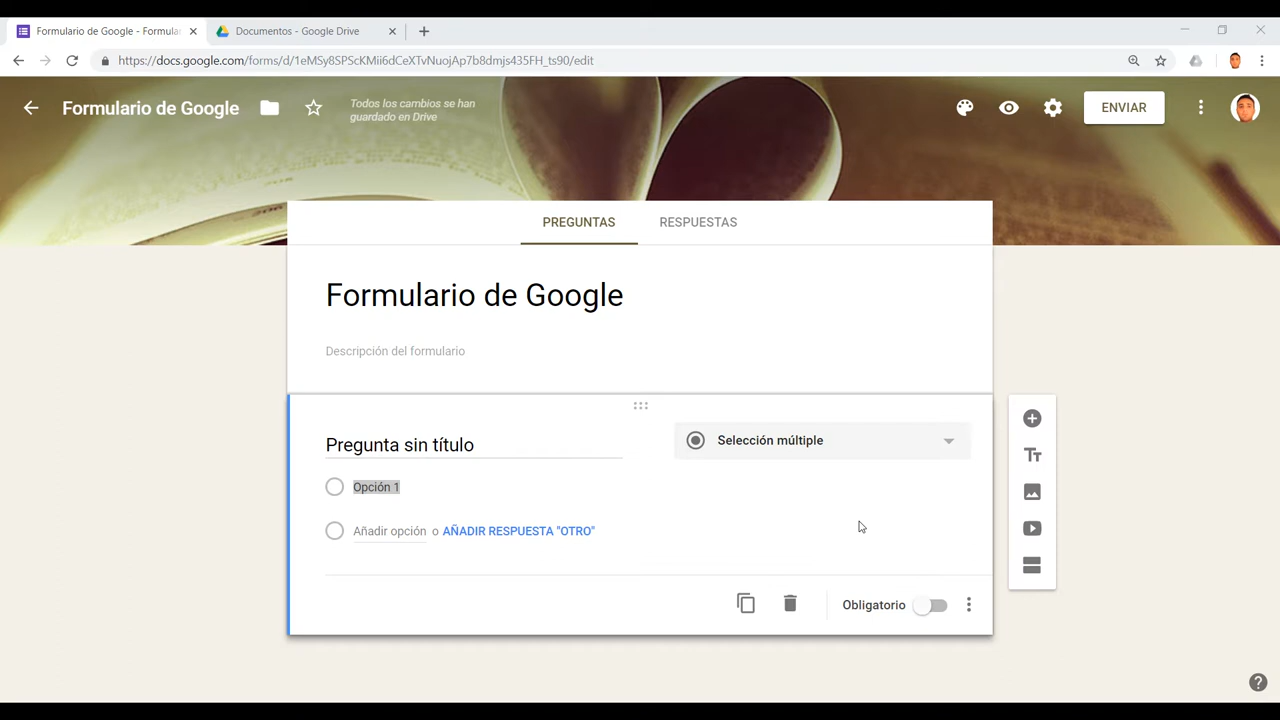 Formulario de Google - Formula
Documentos - Google Drive
https://docs.google.com/forms/d/1eMSy8SPScKMii6dCeXTvNuojAp7b8dmjs435FH_ts90/edit
Formulario de Google
Todos los cambios se han
guardado en Drive
ENVIAR
PREGUNTAS RESPUESTAS
Formulario de Google
Descripción del formulario
Pregunta sin título
Selección múltiple
Opción 1
Añadir opción o AÑADIR RESPUESTA "OTRO"
Obligatorio